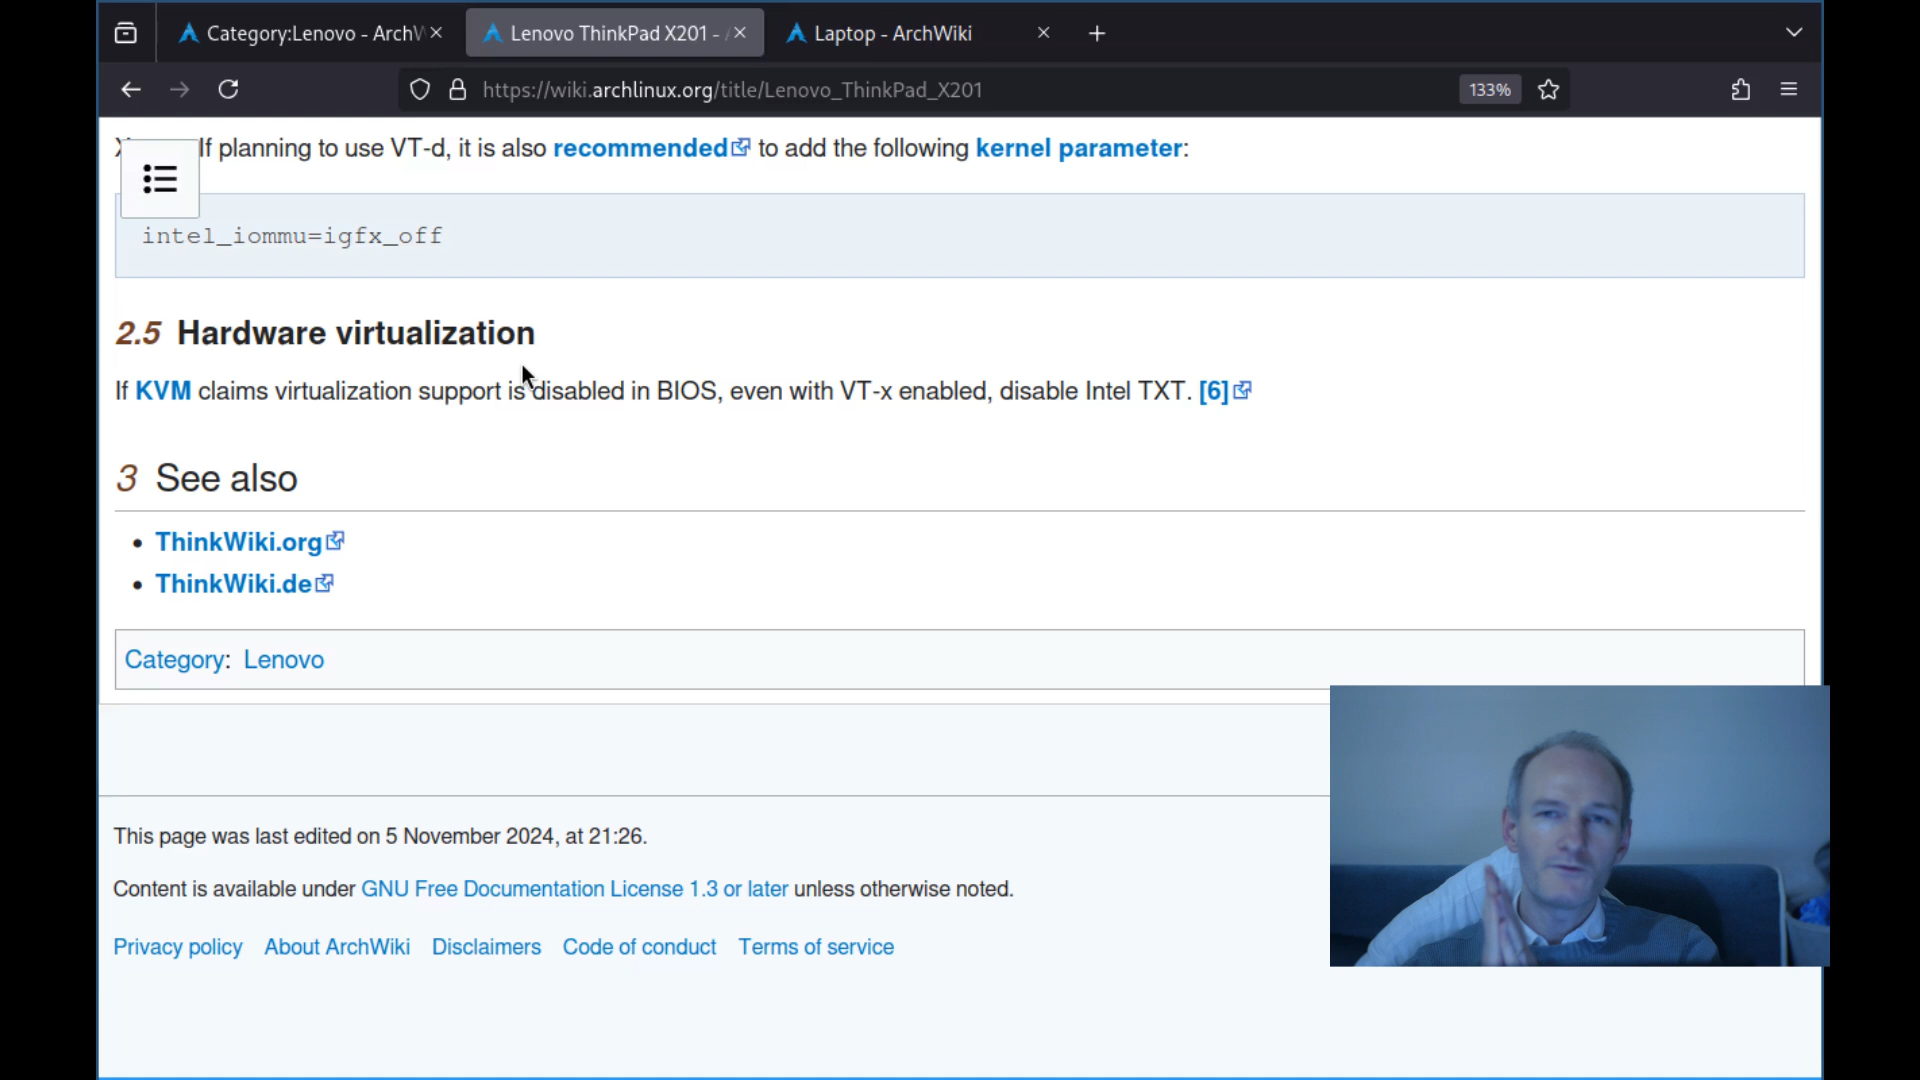 Category:Lenovo - ArchW
Lenovo ThinkPad X201 -
Laptop - ArchWiki
https://wiki.archlinux.org/title/Lenovo_ThinkPad_X201
133%
If planning to use VT-d, it is also recommended to add the following kernel parameter:
intel_iommu=igfx_off
2.5 Hardware virtualization
If KVM claims virtualization support is disabled in BIOS, even with VT-x enabled, disable Intel TXT. [6]
3 See also
• ThinkWiki.org
• ThinkWiki.de
Category: Lenovo
This page was last edited on 5 November 2024, at 21:26.
Content is available under GNU Free Documentation License 1.3 or later unless otherwise noted.
Privacy policy About ArchWiki Disclaimers Code of conduct Terms of service